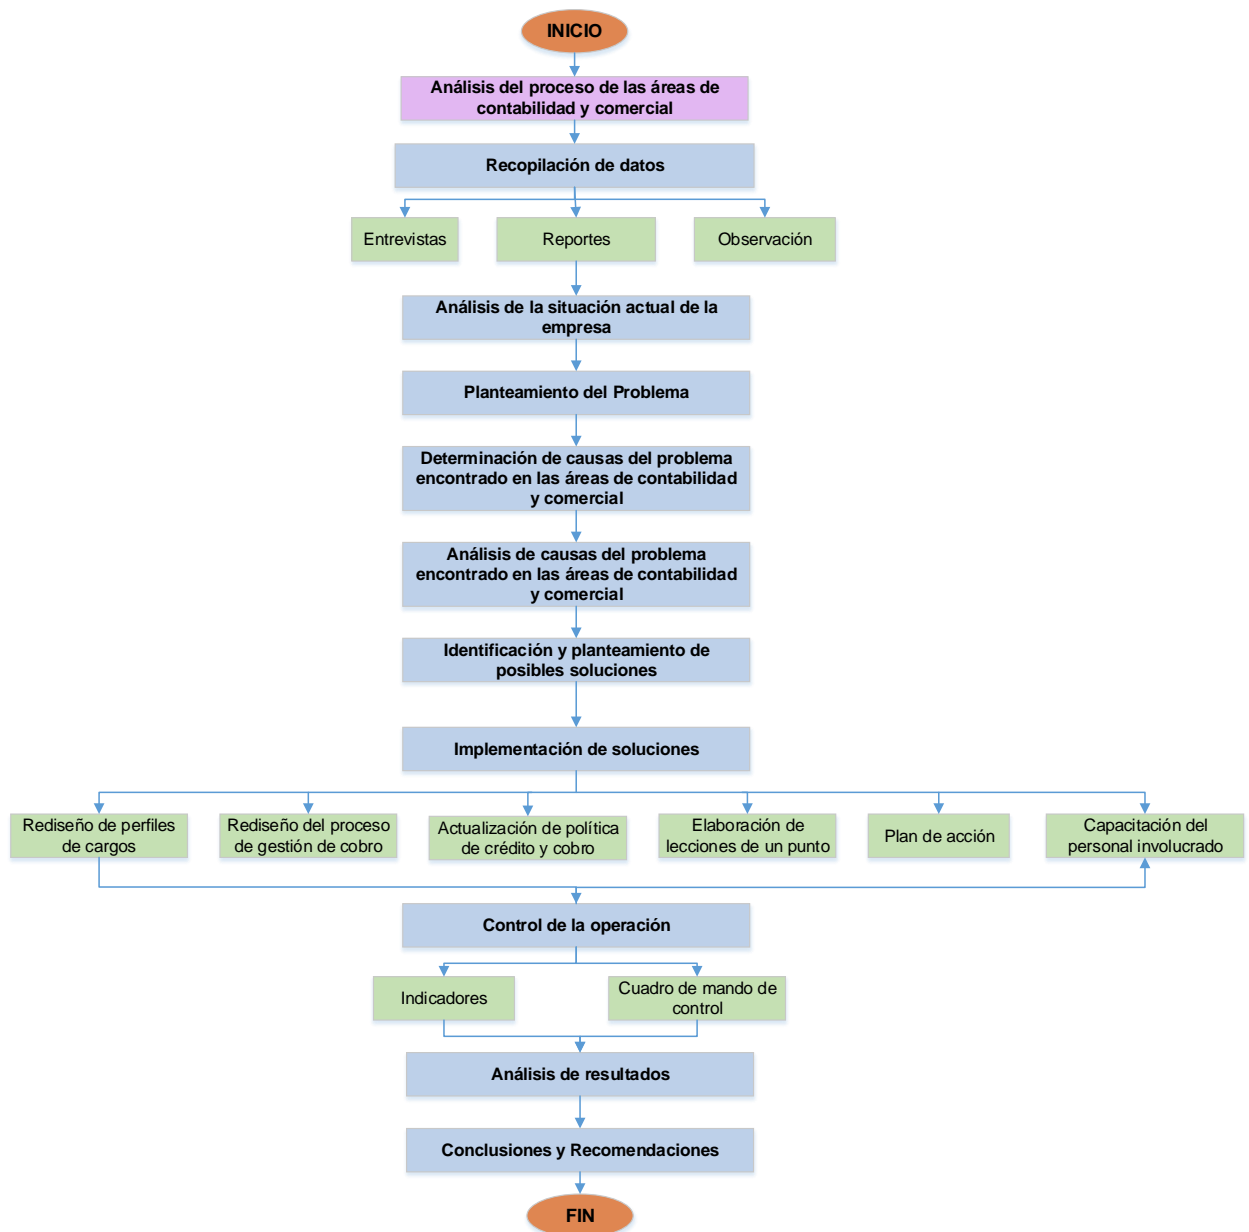 INICIO
Análisis del proceso de las áreas de
contabilidad y comercial
Recopilación de datos
Entrevistas
Reportes
Observación
Análisis de la situación actual de la
empresa
Planteamiento del Problema
Determinación de causas del problema
encontrado en las áreas de contabilidad
y comercial
Análisis de causas del problema
encontrado en las áreas de contabilidad
y comercial
Identificación y planteamiento de
posibles soluciones
Implementación de soluciones
Rediseño de perfiles
de cargos
Rediseño del proceso
de gestión de cobro
Actualización de política
de crédito y cobro
Elaboración de
lecciones de un punto
Plan de acción
Capacitación del
personal involucrado
Control de la operación
Indicadores
Cuadro de mando de
control
Análisis de resultados
Conclusiones y Recomendaciones
FIN